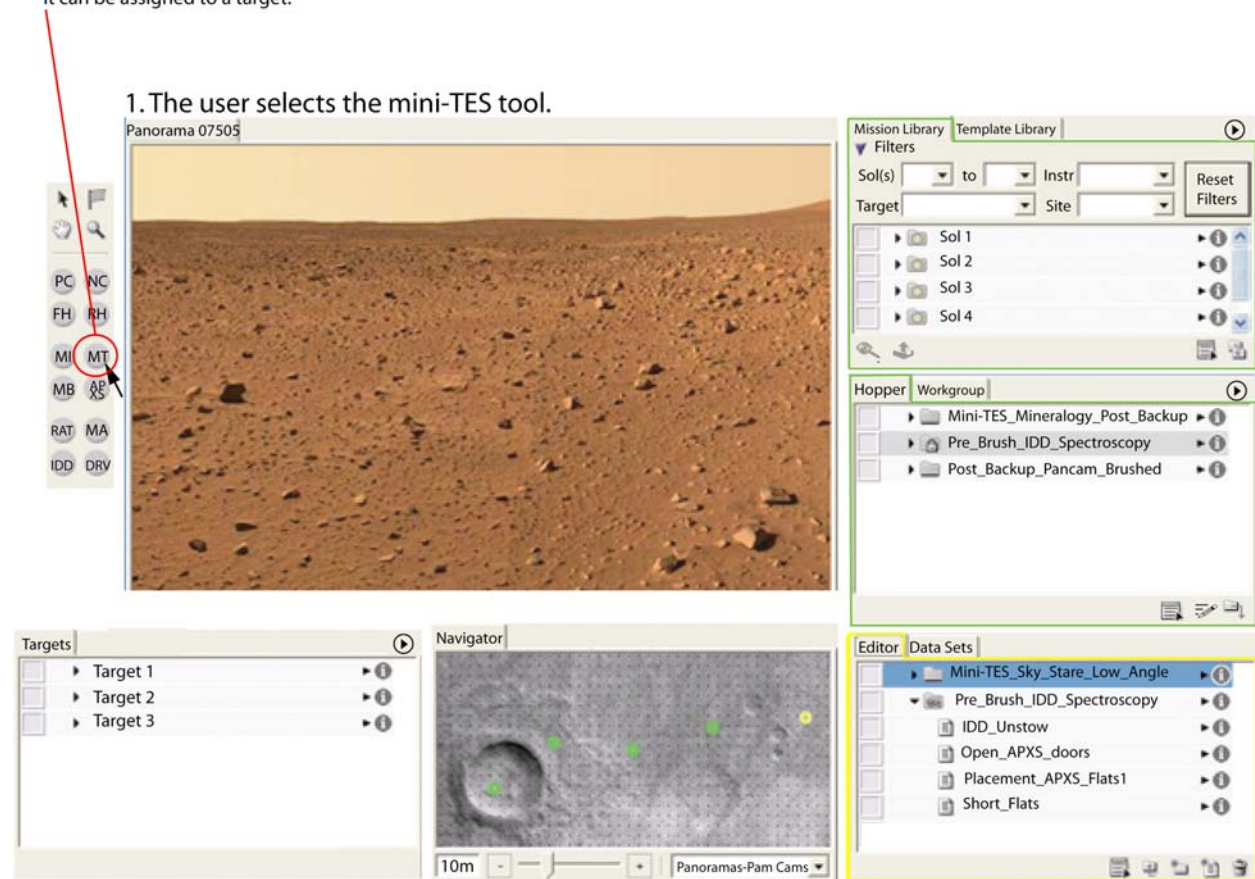 It can be assigned to a target.
1. The user selects the mini-TES tool.
Panorama 07505
PC NC
FH RH
MI MT
MB APXS
RAT MA
IDD DRV
Mission Library Template Library
Filters
Sol(s) to Instr
Reset Filters
Target Site
Sol 1
Sol 2
Sol 3
Sol 4
Hopper Workgroup
Mini-TES_Mineralogy_Post_Backup
Pre_Brush_IDD_Spectroscopy
Post_Backup_Pancam_Brushed
Targets
Target 1
Target 2
Target 3
Navigator
10m - + Panoramas-Pam Cams
Editor Data Sets
Mini-TES_Sky_Stare_Low_Angle
Pre_Brush_IDD_Spectroscopy
IDD_Unstow
Open_APXS_doors
Placement_APXS_Flats1
Short_Flats